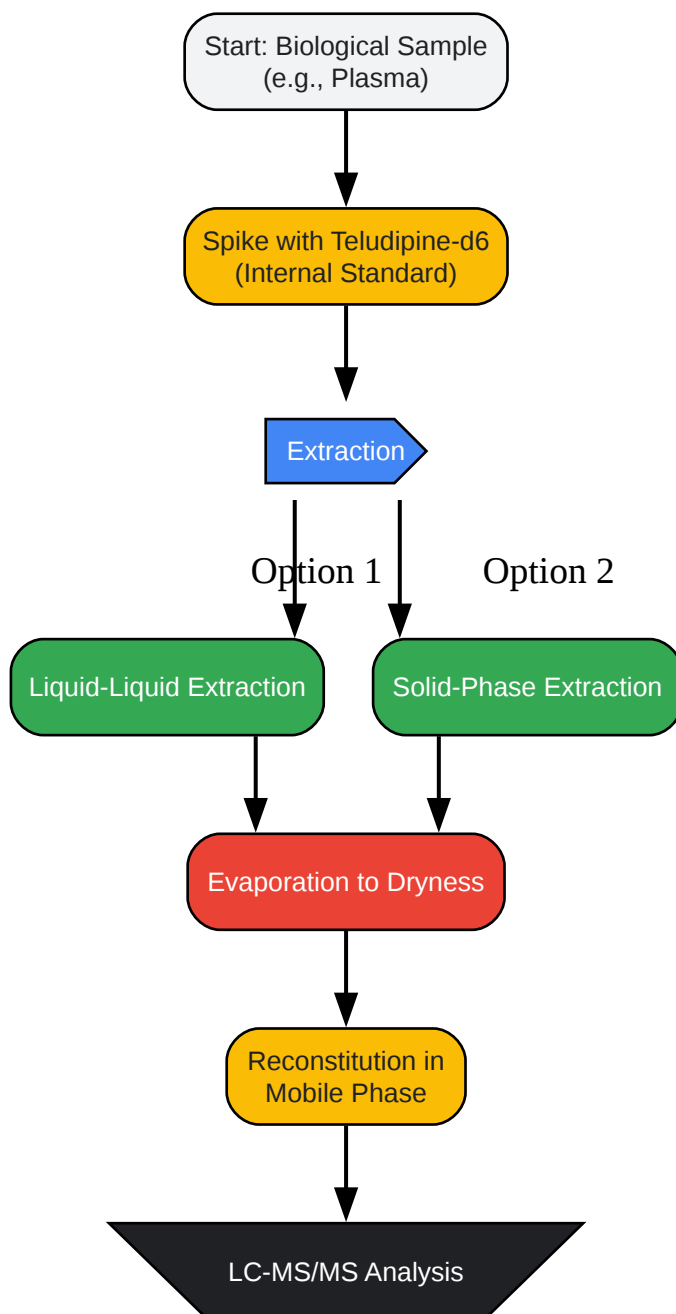 Start: Biological Sample
(e.g., Plasma)
Spike with Teludipine-d6
(Internal Standard)
Extraction
Option 1
Option 2
Liquid-Liquid Extraction
Solid-Phase Extraction
Evaporation to Dryness
Reconstitution in
Mobile Phase
LC-MS/MS Analysis